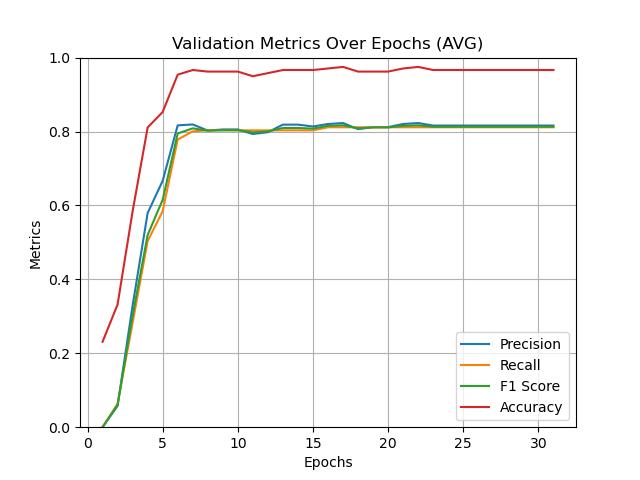 Validation Metrics Over Epochs (AVG)
1.0
0.8
0.6
0.4
0.2
0.0
Metrics
0 5 10 15 20 25 30
Epochs
Precision
Recall
F1 Score
Accuracy